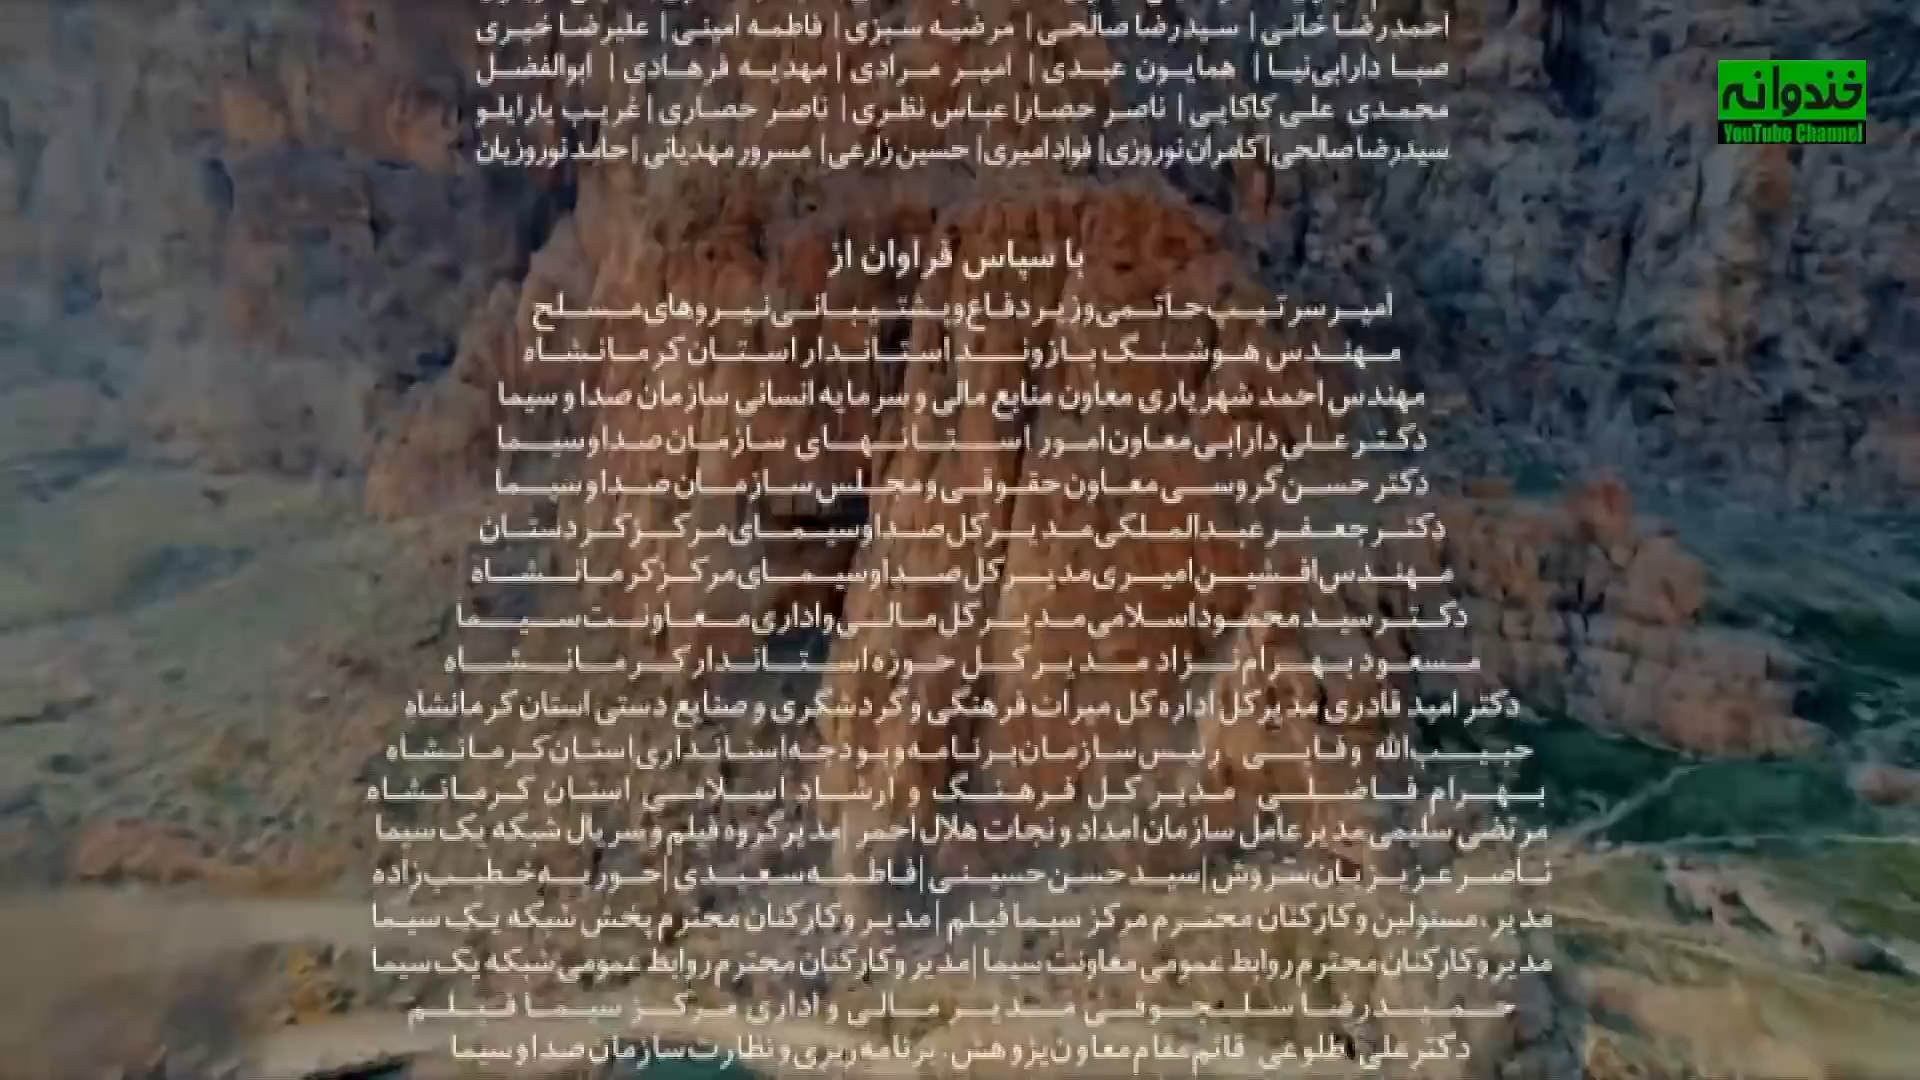 احمدرضا خانی | سیدرضا صالحی | مرضیه سبزی | فاطمه امینی | علیرضا خیری
صبا دارابی‌نیا | همایون عبدی | امیر مرادی | مهدیه فرهادی | ابوالفضل
محمدی علی کاکایی | ناصر حصار| عباس نظری | ناصر حصاری | غریب یارایلو
سیدرضا صالحی | کامران نوروزی | فواد امیری | حسین زارعی | مسرور مهدیانی | حامد نوروزیان
خندوانه
YouTube Channel
با سپاس فراوان از
امیر سرتیپ حاتمی وزیر دفاع و پشتیبانی نیروهای مسلح
مهندس هوشنگ بازوند استاندار استان کرمانشاه
مهندس احمد شهریاری معاون منابع مالی و سرمایه انسانی سازمان صدا و سیما
دکتر علی دارابی معاون امور استانهای سازمان صدا و سیما
دکتر حسن گروسی معاون حقوقی و مجلس سازمان صدا و سیما
دکتر جعفر عبدالملکی مدیر کل صدا و سیمای مرکز کردستان
مهندس افشین امیری مدیر کل صدا و سیمای مرکز کرمانشاه
دکتر سید محمود اسلامی مدیر کل مالی و اداری معاونت سیما
مسعود بهرام‌نژاد مدیر کل حوزه استاندار کرمانشاه
دکتر امید قادری مدیرکل اداره کل میراث فرهنگی و گردشگری و صنایع دستی استان کرمانشاه
حبیب‌الله وفایی رئیس سازمان برنامه و بودجه استانداری استان کرمانشاه
بهرام فاضلی مدیر کل فرهنگ و ارشاد اسلامی استان کرمانشاه
مرتضی سلیمی مدیر عامل سازمان امداد و نجات هلال احمر | مدیر گروه فیلم و سریال شبکه یک سیما
ناصر عزیزیان سروش | سید حسن حسینی | فاطمه سعیدی | حوریه خطیب‌زاده
مدیر، مسئولین و کارکنان محترم مرکز سیما فیلم | مدیر و کارکنان محترم پخش شبکه یک سیما
مدیر و کارکنان محترم روابط عمومی معاونت سیما | مدیر و کارکنان محترم روابط عمومی شبکه یک سیما
حمیدرضا سلجوقی مدیر مالی و اداری مرکز سیما فیلم
دکتر علی طلوعی قائم مقام معاون پژوهش، برنامه‌ریزی و نظارت سازمان صدا و سیما